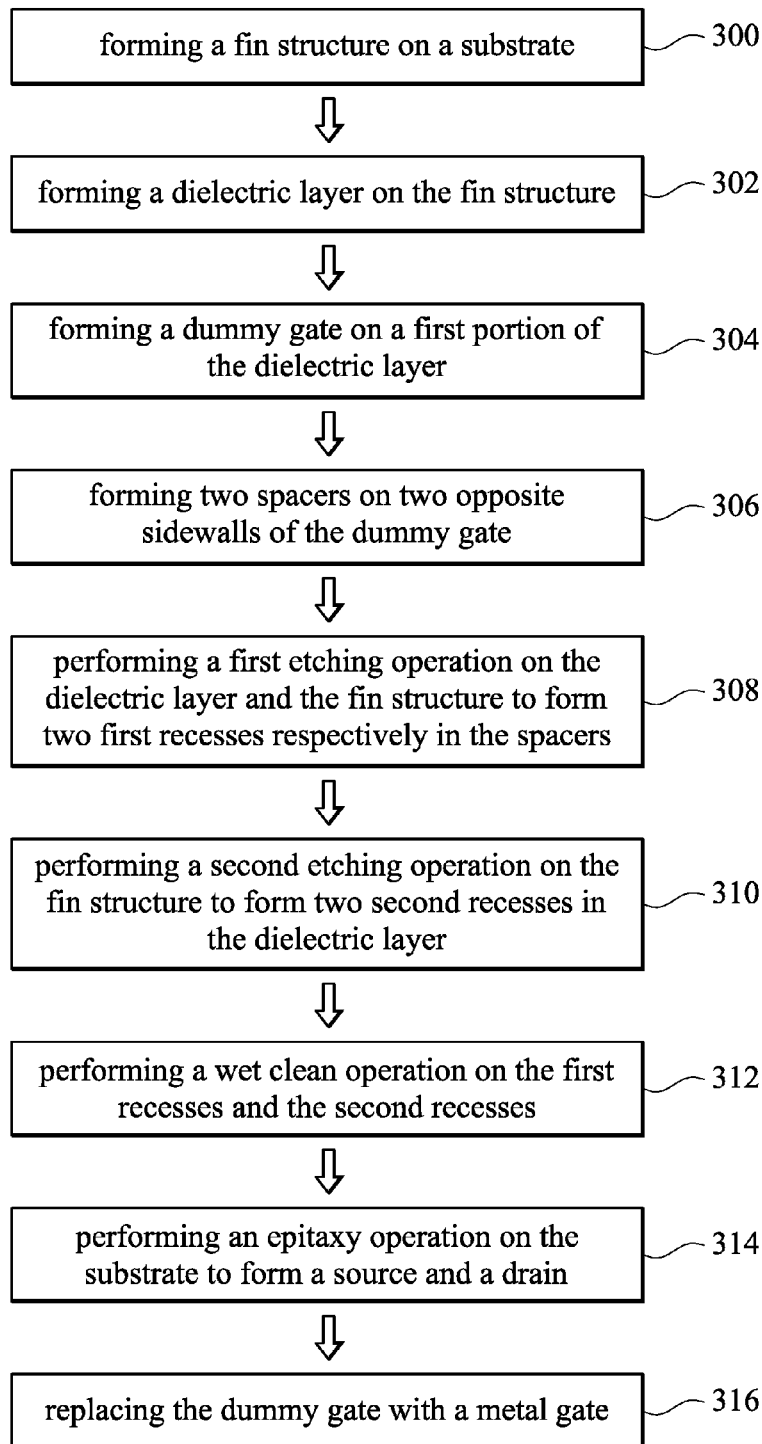 forming a fin structure on a substrate
300
forming a dielectric layer on the fin structure
302
forming a dummy gate on a first portion of
the dielectric layer
304
forming two spacers on two opposite
sidewalls of the dummy gate
306
performing a first etching operation on the
dielectric layer and the fin structure to form
two first recesses respectively in the spacers
308
performing a second etching operation on the
fin structure to form two second recesses in
the dielectric layer
310
performing a wet clean operation on the first
recesses and the second recesses
312
performing an epitaxy operation on the
substrate to form a source and a drain
314
replacing the dummy gate with a metal gate
316